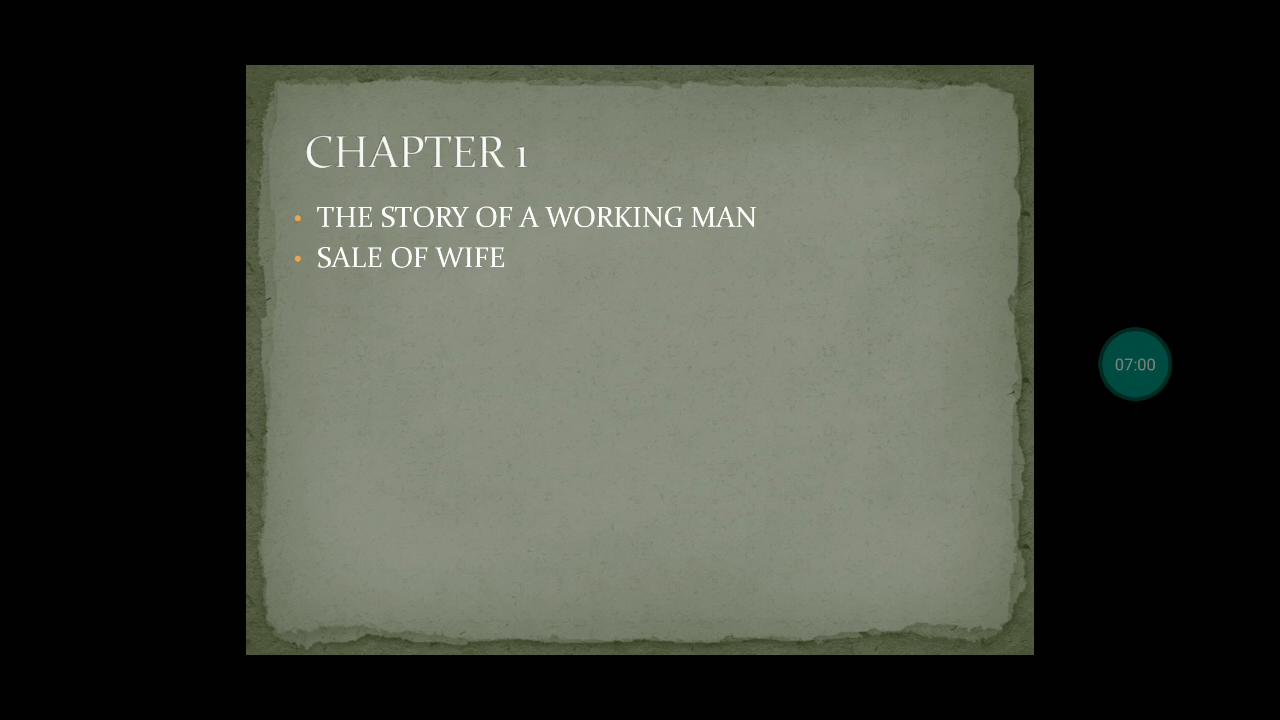 CHAPTER 1
• THE STORY OF A WORKING MAN
• SALE OF WIFE
07:00